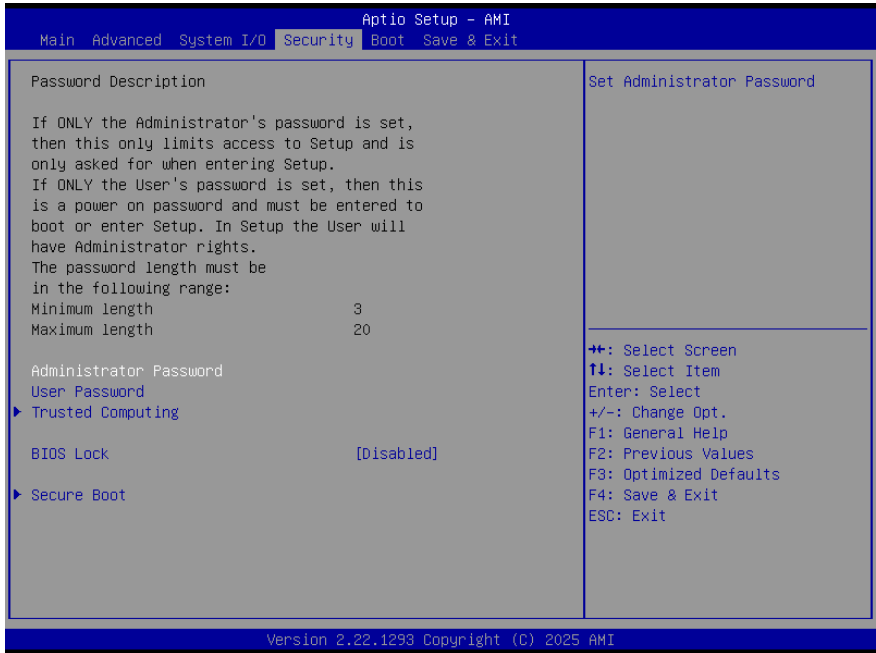 Aptio Setup – AMI
Main Advanced System I/O Security Boot Save & Exit
Password Description
If ONLY the Administrator's password is set,
then this only limits access to Setup and is
only asked for when entering Setup.
If ONLY the User's password is set, then this
is a power on password and must be entered to
boot or enter Setup. In Setup the User will
have Administrator rights.
The password length must be
in the following range:
Minimum length 3
Maximum length 20
Administrator Password
User Password
Trusted Computing
BIOS Lock [Disabled]
Secure Boot
Set Administrator Password
→←: Select Screen
↑↓: Select Item
Enter: Select
+/-: Change Opt.
F1: General Help
F2: Previous Values
F3: Optimized Defaults
F4: Save & Exit
ESC: Exit
Version 2.22.1293 Copyright (C) 2025 AMI